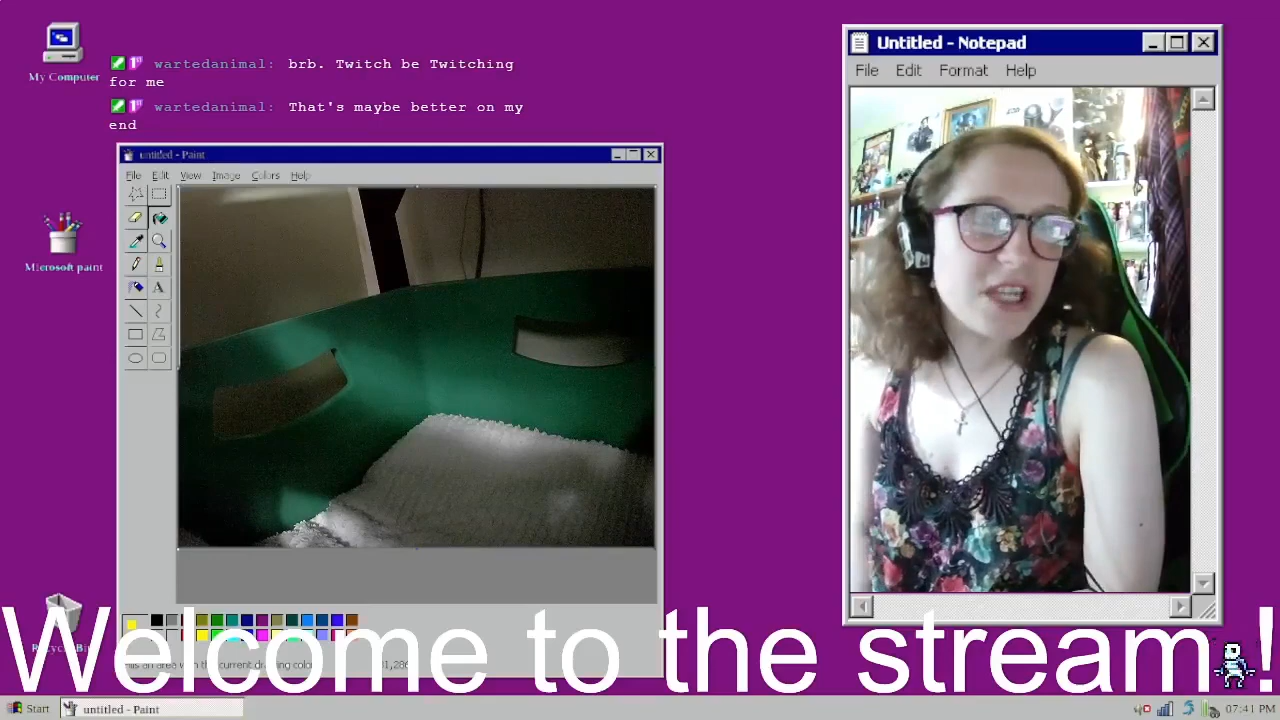 My Computer
wartedanimal: brb. Twitch be Twitching
for me
wartedanimal: That's maybe better on my
end
untitled - Paint
File Edit View Image Colors Help
Microsoft paint
Untitled - Notepad
File Edit Format Help
Welcome to the stream !
Start
untitled - Paint
07:41 PM